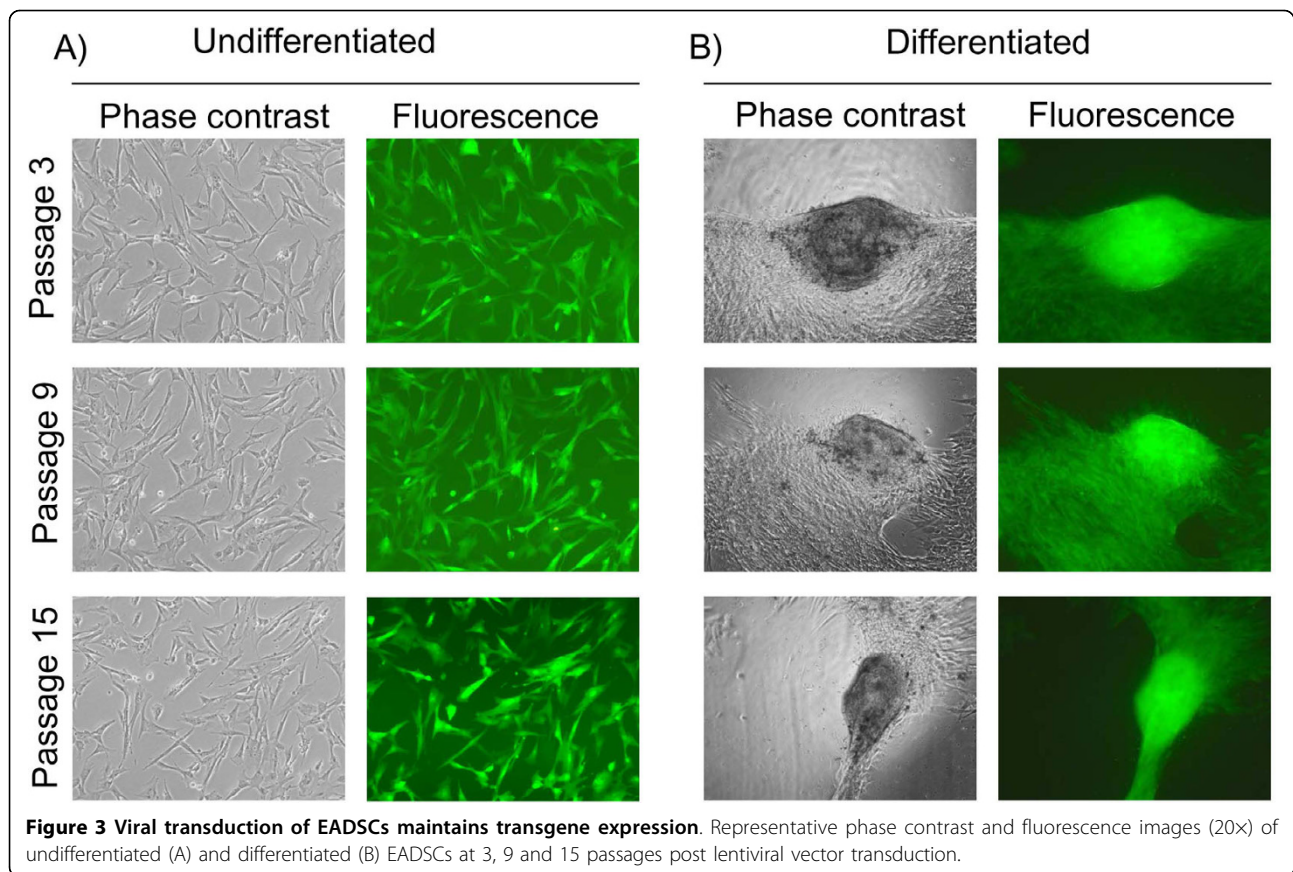 A) Undifferentiated
B) Differentiated
Phase contrast Fluorescence
Phase contrast Fluorescence
Passage 3
Passage 9
Passage 15
Figure 3 Viral transduction of EADSCs maintains transgene expression. Representative phase contrast and fluorescence images (20×) of
undifferentiated (A) and differentiated (B) EADSCs at 3, 9 and 15 passages post lentiviral vector transduction.